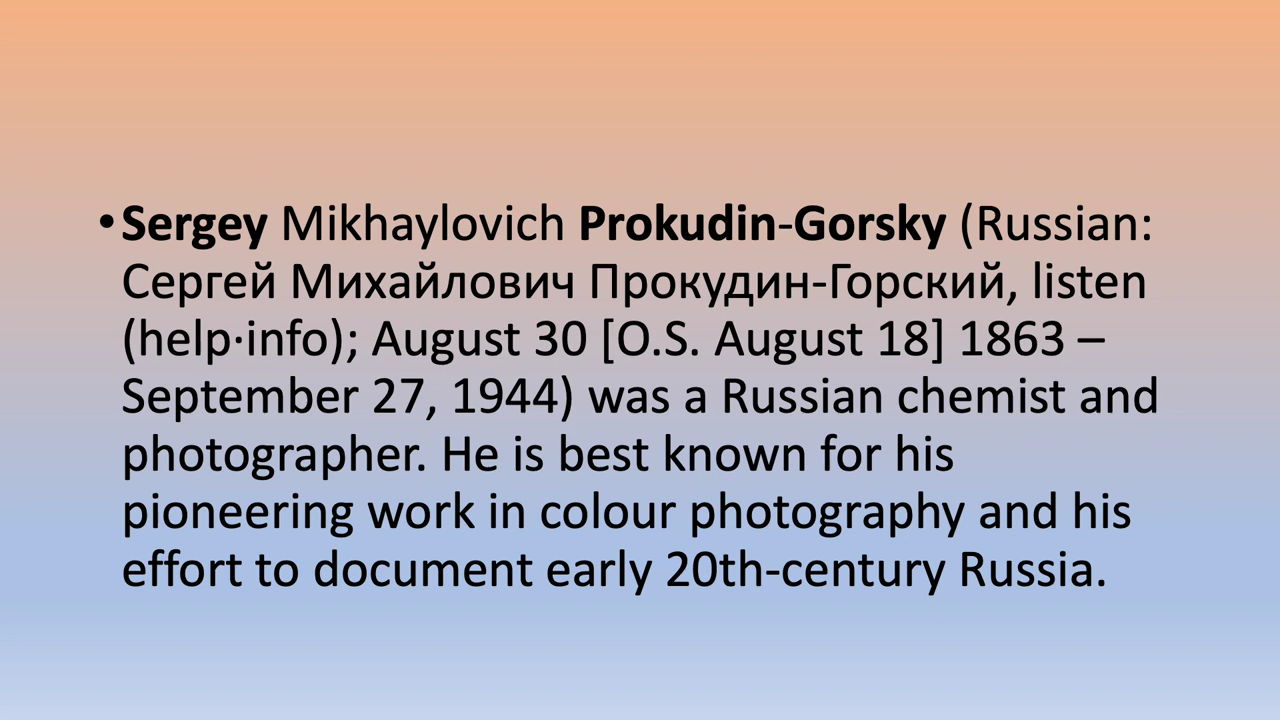 •Sergey Mikhaylovich Prokudin-Gorsky (Russian:
Сергей Михайлович Прокудин-Горский, listen
(help·info); August 30 [O.S. August 18] 1863 –
September 27, 1944) was a Russian chemist and
photographer. He is best known for his
pioneering work in colour photography and his
effort to document early 20th-century Russia.